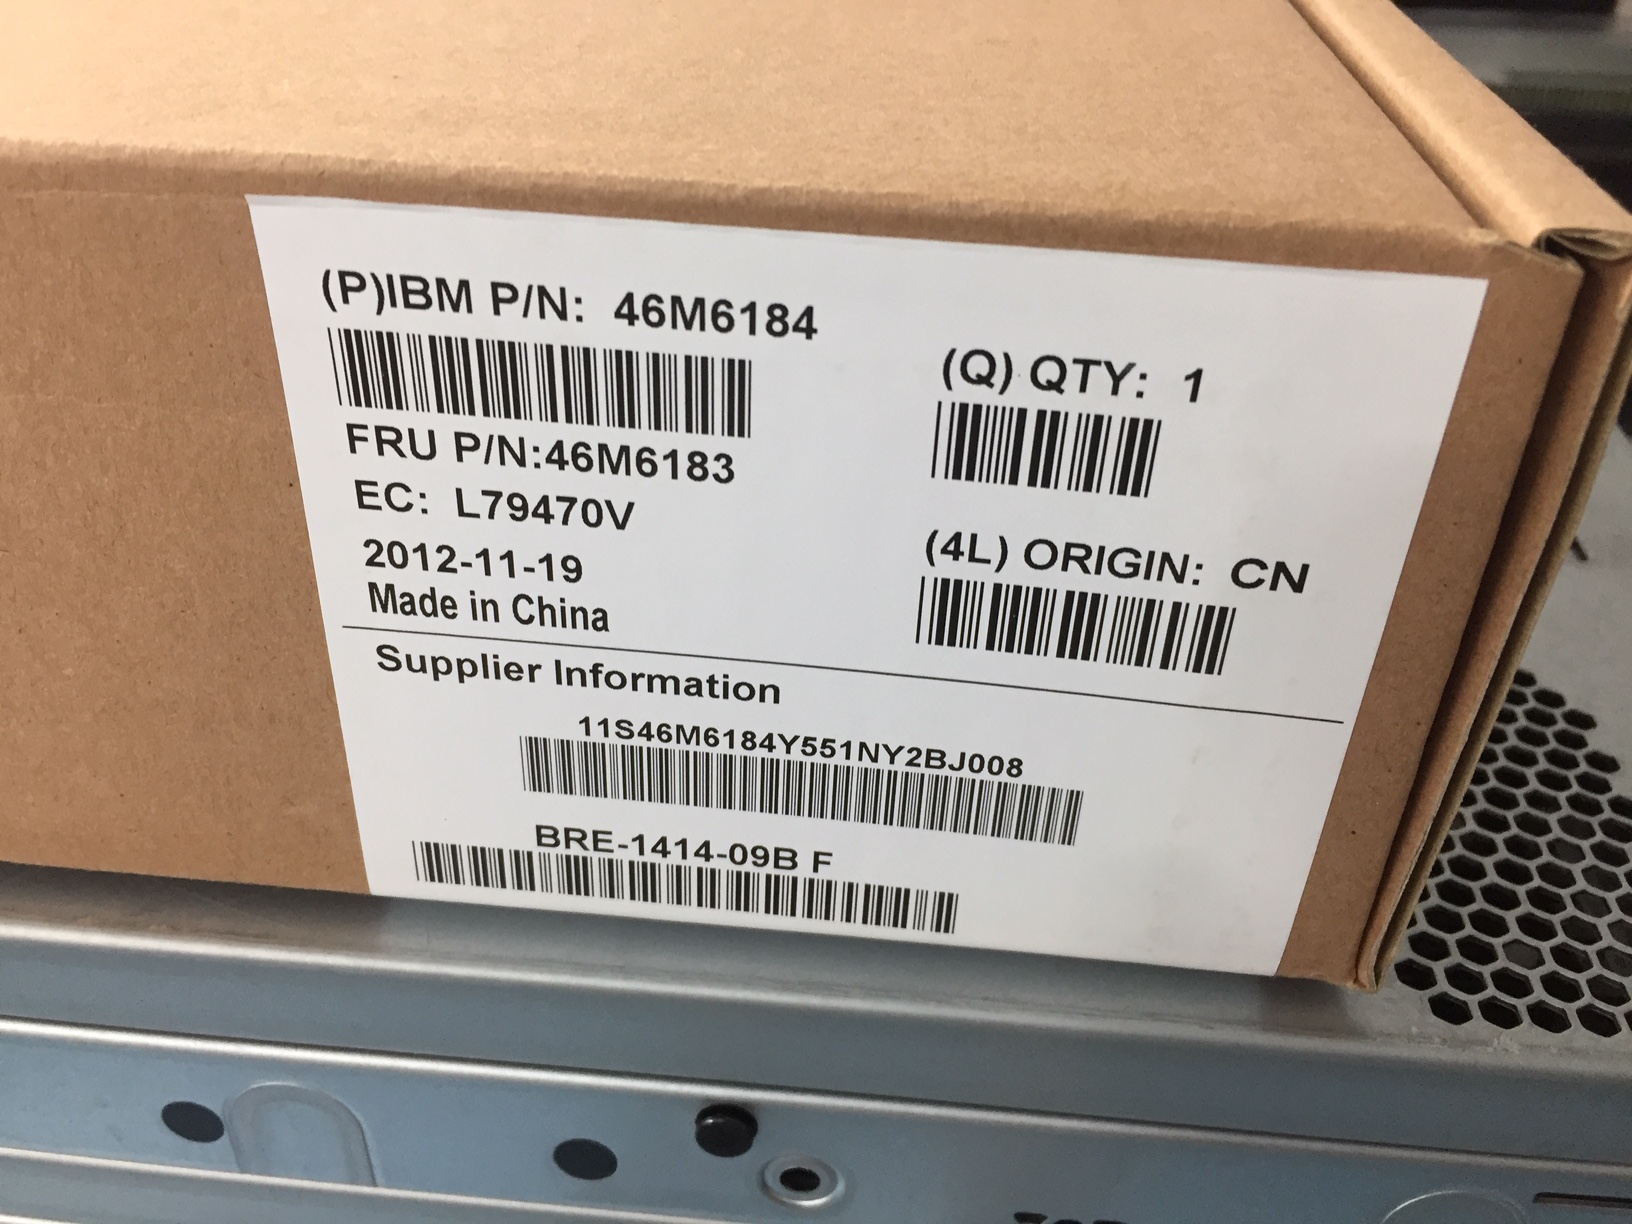 (P)IBM P/N: 46M6184
(Q) QTY: 1
FRU P/N:46M6183
EC: L79470V
2012-11-19
(4L) ORIGIN: CN
Made in China
Supplier Information
11S46M6184Y551NY2BJ008
BRE-1414-09B F